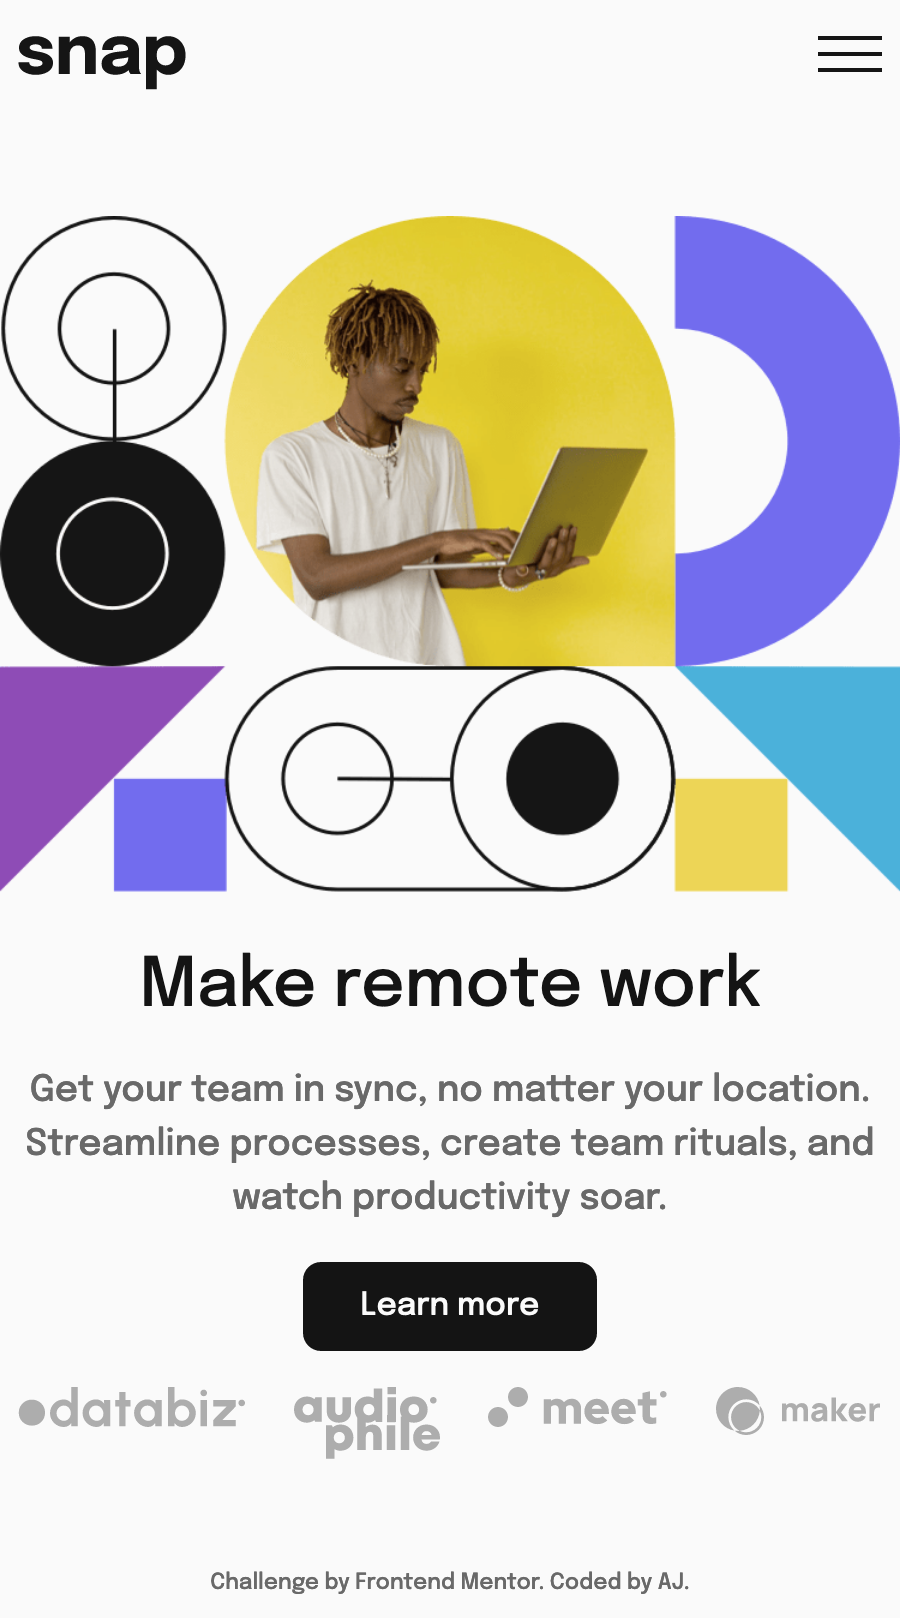 snap
Make remote work
Get your team in sync, no matter your location.
Streamline processes, create team rituals, and
watch productivity soar.
Learn more
databiz
audio
phile
meet
maker
Challenge by Frontend Mentor. Coded by AJ.